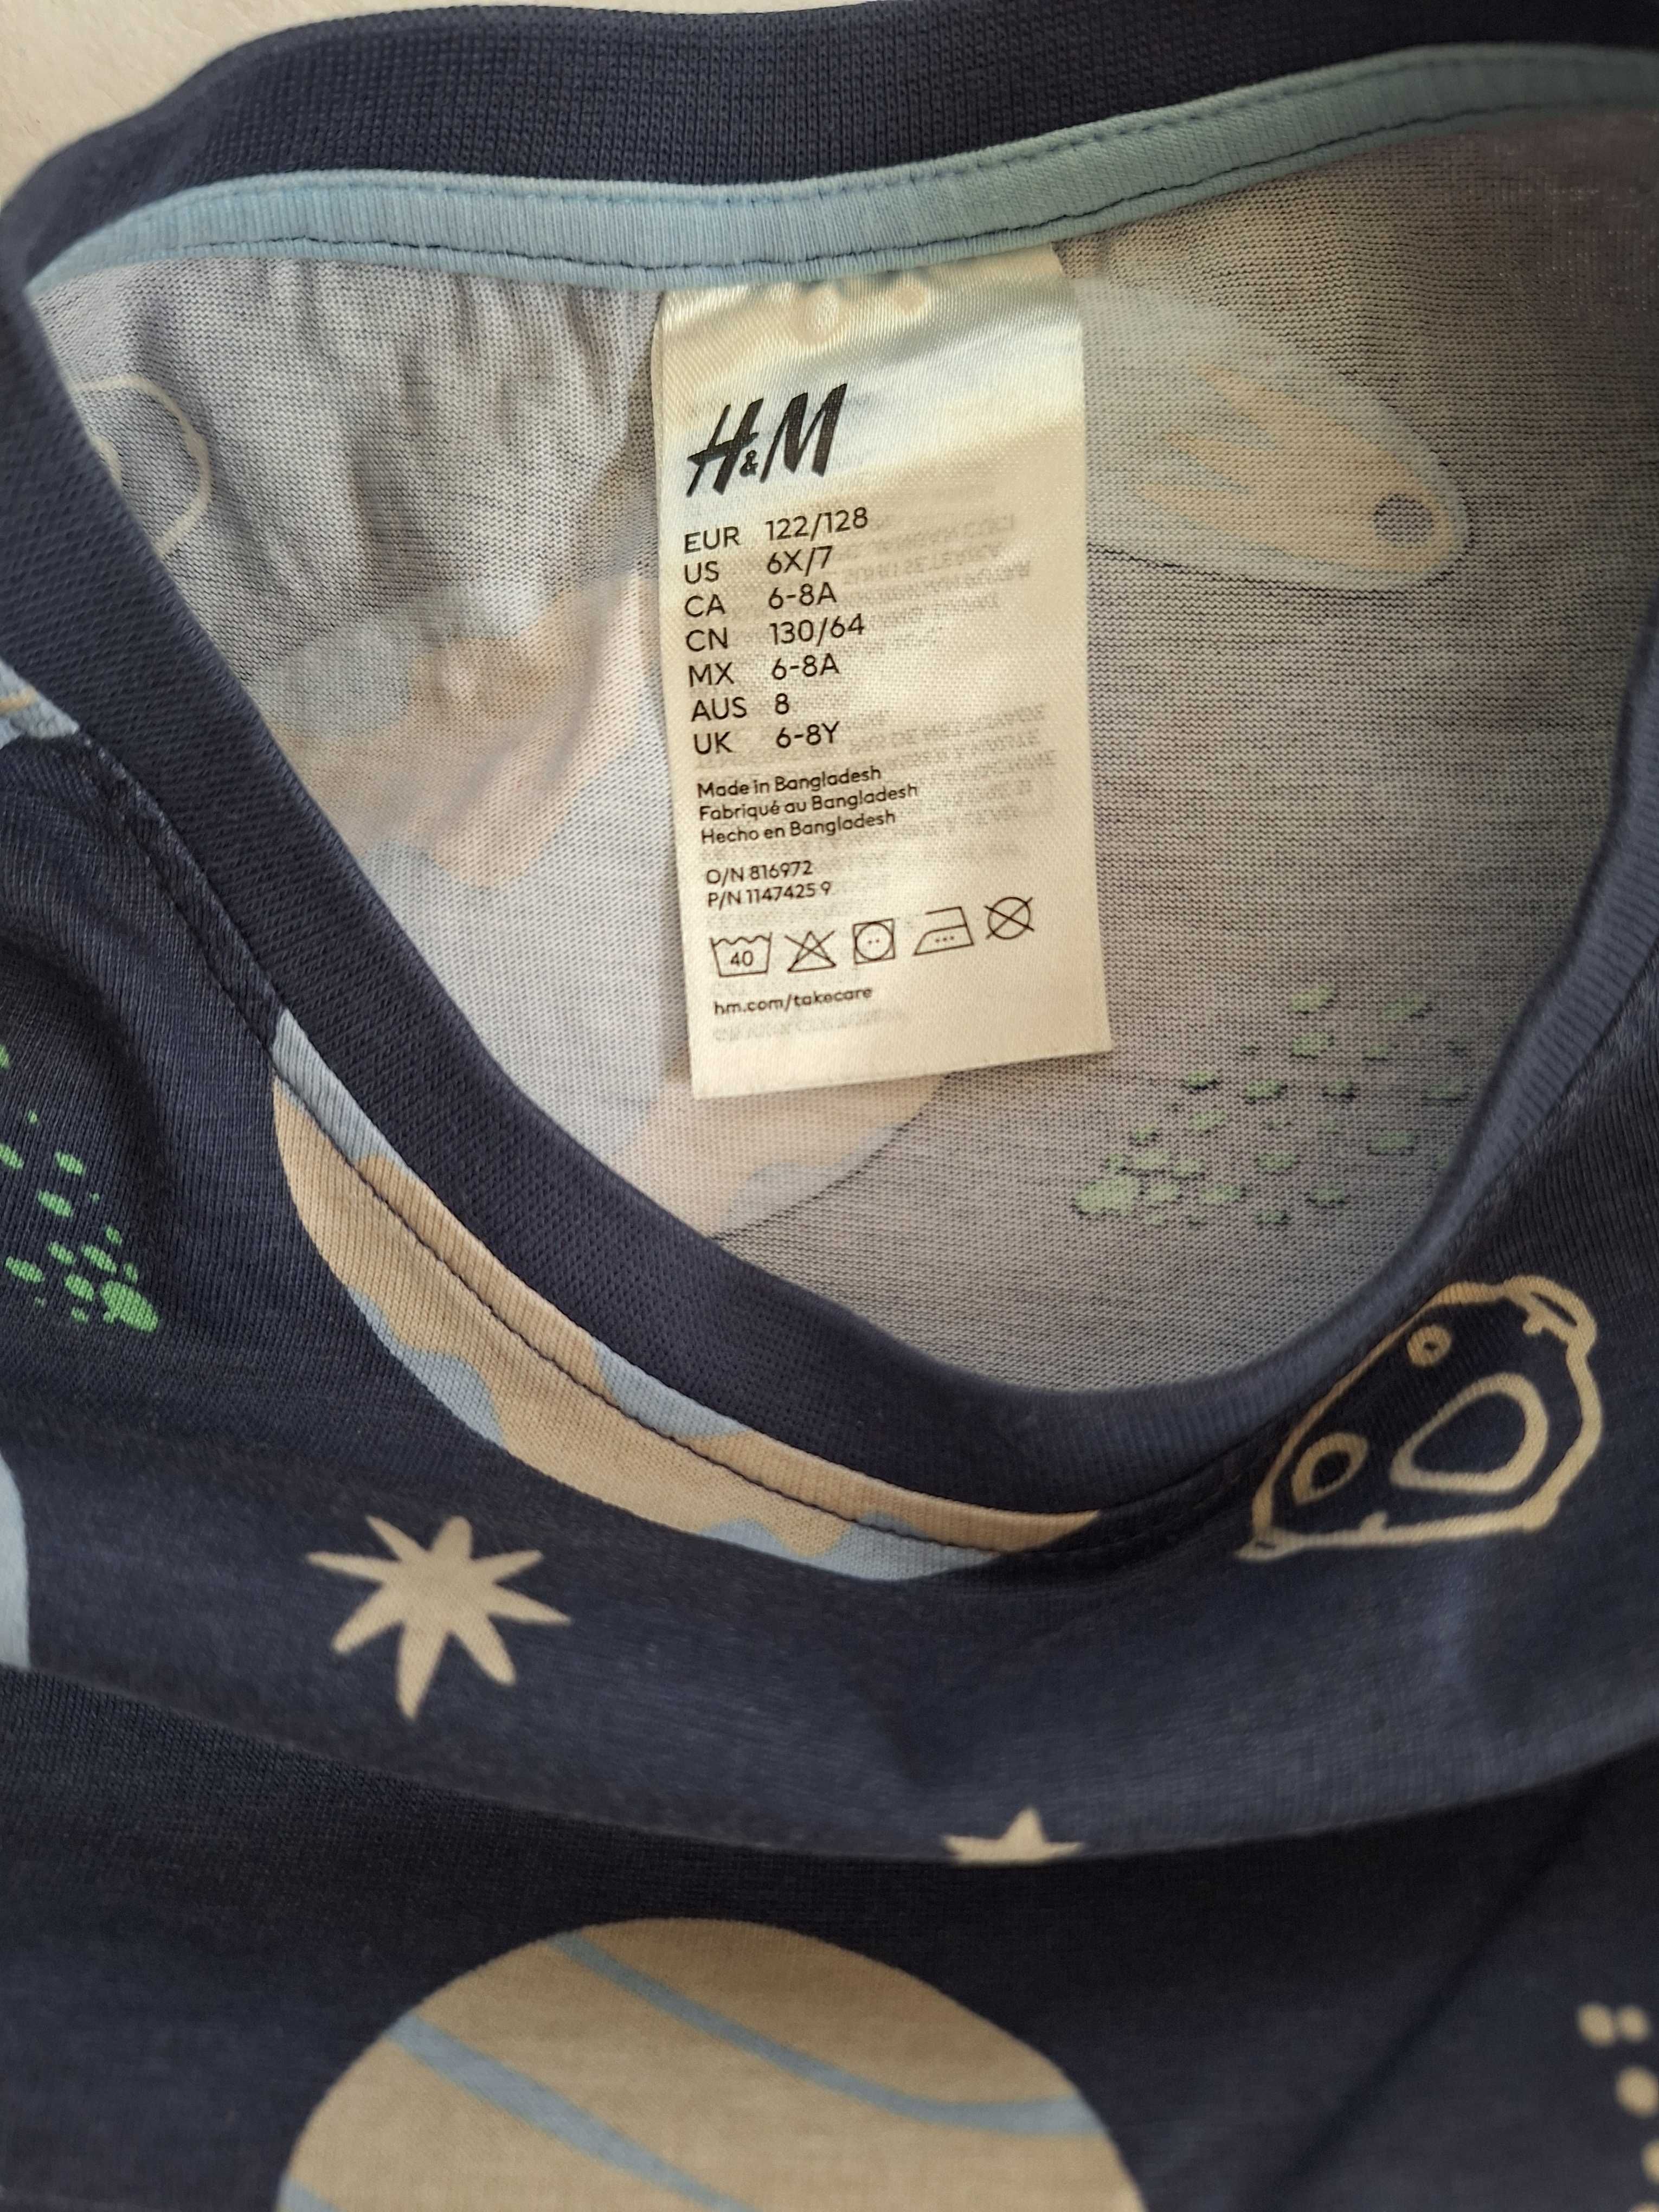 H&M
EUR 122/128
US 6X/7
CA 6-8A
CN 130/64
MX 6-8A
AUS 8
UK 6-8Y
Made in Bangladesh
Fabriqué au Bangladesh
Hecho en Bangladesh
O/N 816972
P/N 1147425 9
40
hm.com/takecare